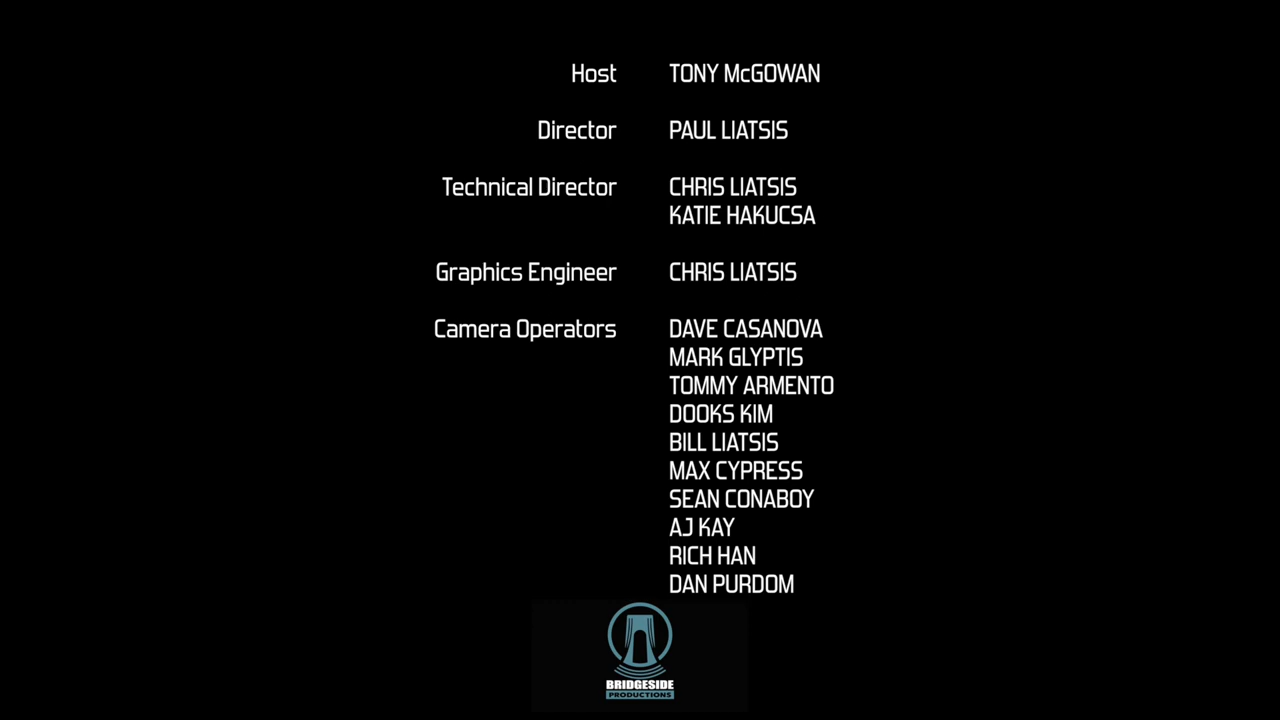 Host TONY McGOWAN
Director PAUL LIATSIS
Technical Director CHRIS LIATSIS
KATIE HAKUCSA
Graphics Engineer CHRIS LIATSIS
Camera Operators DAVE CASANOVA
MARK GLYPTIS
TOMMY ARMENTO
DOOKS KIM
BILL LIATSIS
MAX CYPRESS
SEAN CONABOY
AJ KAY
RICH HAN
DAN PURDOM
BRIDGESIDE
PRODUCTIONS